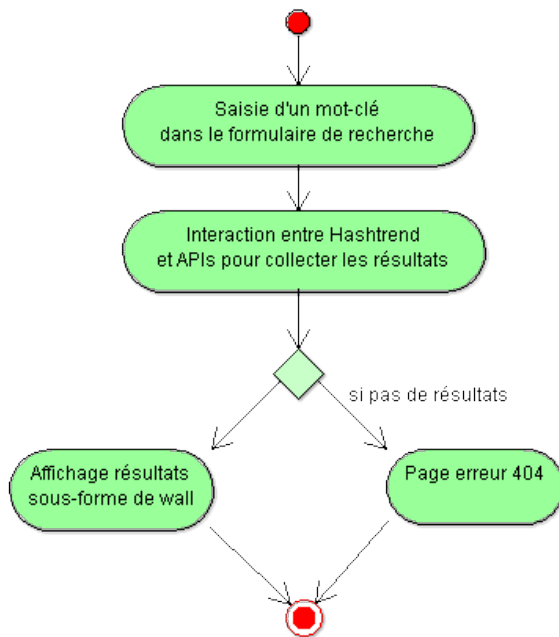 Saisie d'un mot-clé
dans le formulaire de recherche
Interaction entre Hashtrend
et APIs pour collecter les résultats
si pas de résultats
Affichage résultats
sous-forme de wall
Page erreur 404